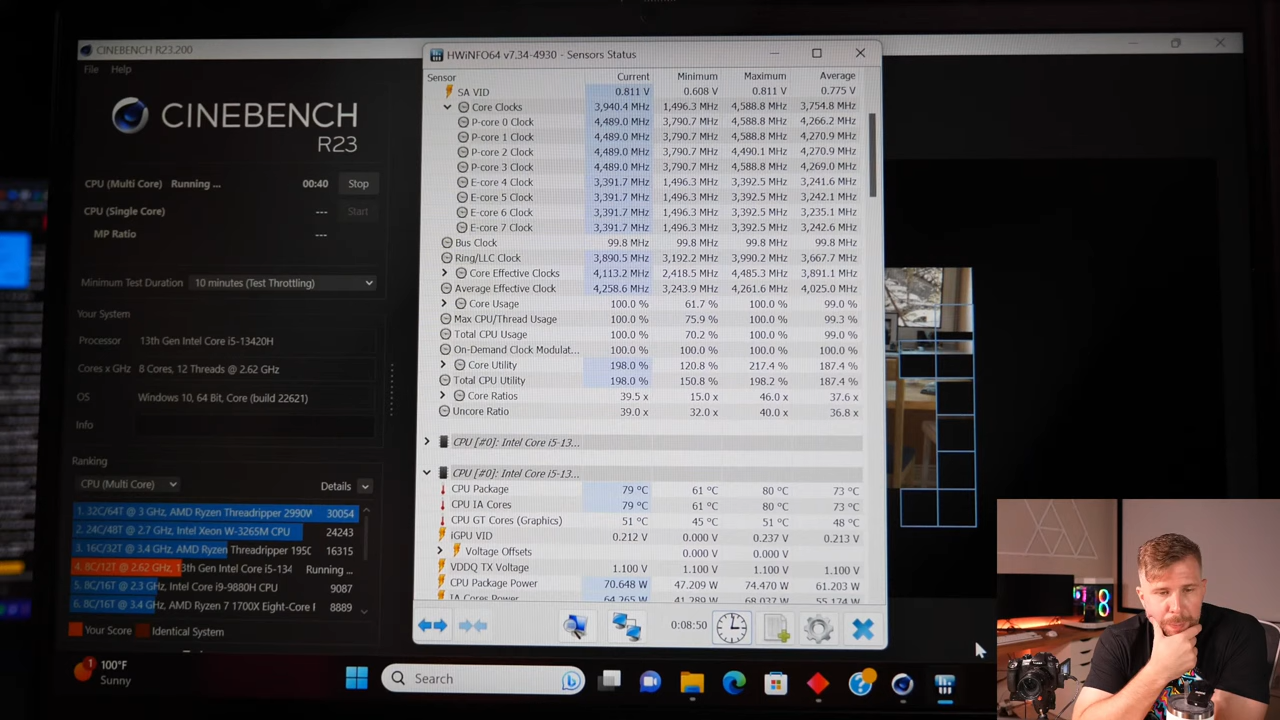 CINEBENCH R23.200
File Help
CINEBENCH
R23
CPU (Multi Core) Running ... 00:40 Stop
CPU (Single Core) --- Start
MP Ratio ---
Minimum Test Duration 10 minutes (Test Throttling)
Your System
Processor 13th Gen Intel Core i5-13420H
Cores x GHz 8 Cores, 12 Threads @ 2.62 GHz
OS Windows 10, 64 Bit, Core (build 22621)
Info
Ranking
CPU (Multi Core) Details
1. 32C/64T @ 3 GHz, AMD Ryzen Threadripper 2990W 30054
2. 24C/48T @ 2.7 GHz, Intel Xeon W-3265M CPU 24243
3. 16C/32T @ 3.4 GHz, AMD Ryzen Threadripper 195( 16315
4. 8C/12T @ 2.62 GHz, 13th Gen Intel Core i5-134 Running ...
5. 8C/16T @ 2.3 GHz, Intel Core i9-9880H CPU 9087
6. 8C/16T @ 3.4 GHz, AMD Ryzen 7 1700X Eight-Core F 8889
Your Score Identical System
HWiNFO64 v7.34-4930 - Sensors Status
Sensor Current Minimum Maximum Average
SA VID 0.811 V 0.608 V 0.811 V 0.775 V
Core Clocks 3,940.4 MHz 1,496.3 MHz 4,588.8 MHz 3,754.8 MHz
P-core 0 Clock 4,489.0 MHz 3,790.7 MHz 4,588.8 MHz 4,266.2 MHz
P-core 1 Clock 4,489.0 MHz 3,790.7 MHz 4,588.8 MHz 4,270.9 MHz
P-core 2 Clock 4,489.0 MHz 3,790.7 MHz 4,490.1 MHz 4,270.9 MHz
P-core 3 Clock 4,489.0 MHz 3,790.7 MHz 4,588.8 MHz 4,269.0 MHz
E-core 4 Clock 3,391.7 MHz 1,496.3 MHz 3,392.5 MHz 3,241.6 MHz
E-core 5 Clock 3,391.7 MHz 1,496.3 MHz 3,392.5 MHz 3,242.1 MHz
E-core 6 Clock 3,391.7 MHz 1,496.3 MHz 3,392.5 MHz 3,235.1 MHz
E-core 7 Clock 3,391.7 MHz 1,496.3 MHz 3,392.5 MHz 3,242.6 MHz
Bus Clock 99.8 MHz 99.8 MHz 99.8 MHz 99.8 MHz
Ring/LLC Clock 3,890.5 MHz 3,192.2 MHz 3,990.2 MHz 3,667.7 MHz
Core Effective Clocks 4,113.2 MHz 2,418.5 MHz 4,485.3 MHz 3,891.1 MHz
Average Effective Clock 4,258.6 MHz 3,243.9 MHz 4,261.6 MHz 4,025.0 MHz
Core Usage 100.0 % 61.7 % 100.0 % 99.0 %
Max CPU/Thread Usage 100.0 % 75.9 % 100.0 % 99.3 %
Total CPU Usage 100.0 % 70.2 % 100.0 % 99.0 %
On-Demand Clock Modulat... 100.0 % 100.0 % 100.0 % 100.0 %
Core Utility 198.0 % 120.8 % 217.4 % 187.4 %
Total CPU Utility 198.0 % 150.8 % 198.2 % 187.4 %
Core Ratios 39.5 x 15.0 x 46.0 x 37.6 x
Uncore Ratio 39.0 x 32.0 x 40.0 x 36.8 x
CPU [#0]: Intel Core i5-13...
CPU [#0]: Intel Core i5-13...
CPU Package 79 °C 61 °C 80 °C 73 °C
CPU IA Cores 79 °C 61 °C 80 °C 73 °C
CPU GT Cores (Graphics) 51 °C 45 °C 51 °C 48 °C
iGPU VID 0.212 V 0.000 V 0.237 V 0.213 V
Voltage Offsets 0.000 V 0.000 V
VDDQ TX Voltage 1.100 V 1.100 V 1.100 V 1.100 V
CPU Package Power 70.648 W 47.209 W 74.470 W 61.203 W
IA Cores Power 64.265 W 41.289 W 68.037 W 55.174 W
0:08:50
1
100°F
Sunny
Search